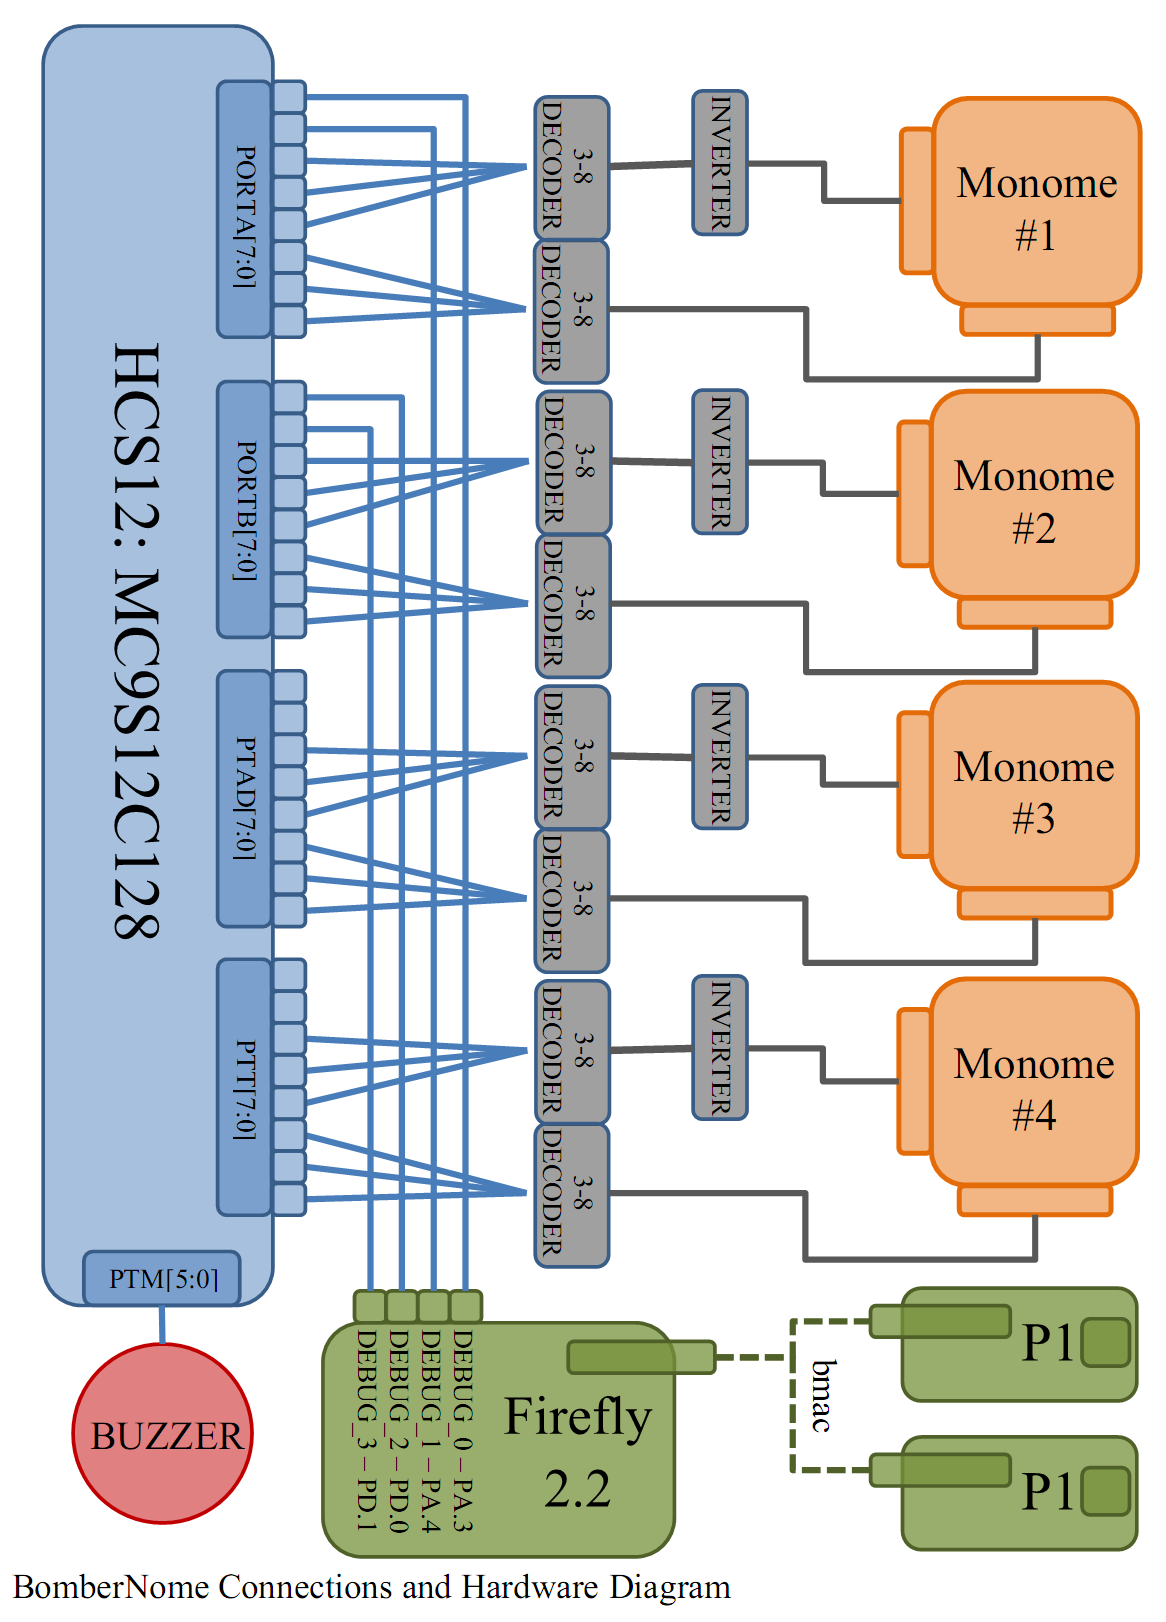 HCS12: MC9S12C128
PORTA[7:0]
PORTB[7:0]
PTAD[7:0]
PTT[7:0]
PTM[5:0]
BUZZER
3-8
DECODER
3-8
DECODER
INVERTER
Monome
#1
3-8
DECODER
3-8
DECODER
INVERTER
Monome
#2
3-8
DECODER
3-8
DECODER
INVERTER
Monome
#3
3-8
DECODER
3-8
DECODER
INVERTER
Monome
#4
DEBUG_0 – PA.3
DEBUG_1 – PA.4
DEBUG_2 – PD.0
DEBUG_3 – PD.1
Firefly
2.2
bmac
P1
P1
BomberNome Connections and Hardware Diagram